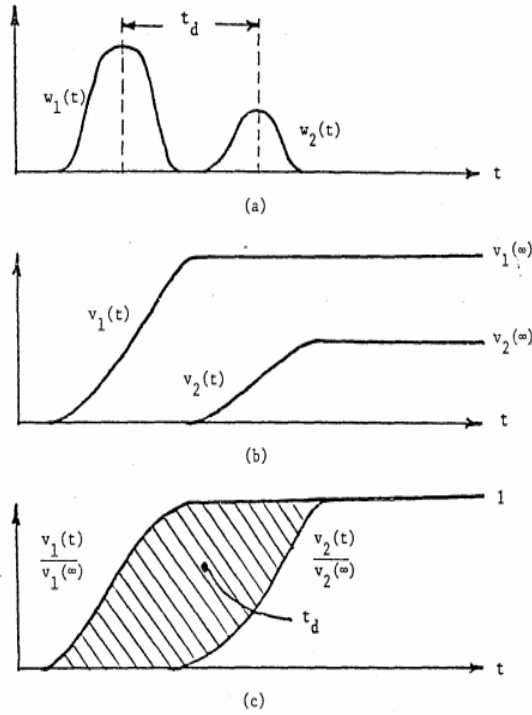 t_d
w_1(t)
w_2(t)
t
(a)
v_1(∞)
v_1(t)
v_2(∞)
v_2(t)
t
(b)
1
v_1(t)
v_1(∞)
v_2(t)
v_2(∞)
t_d
t
(c)